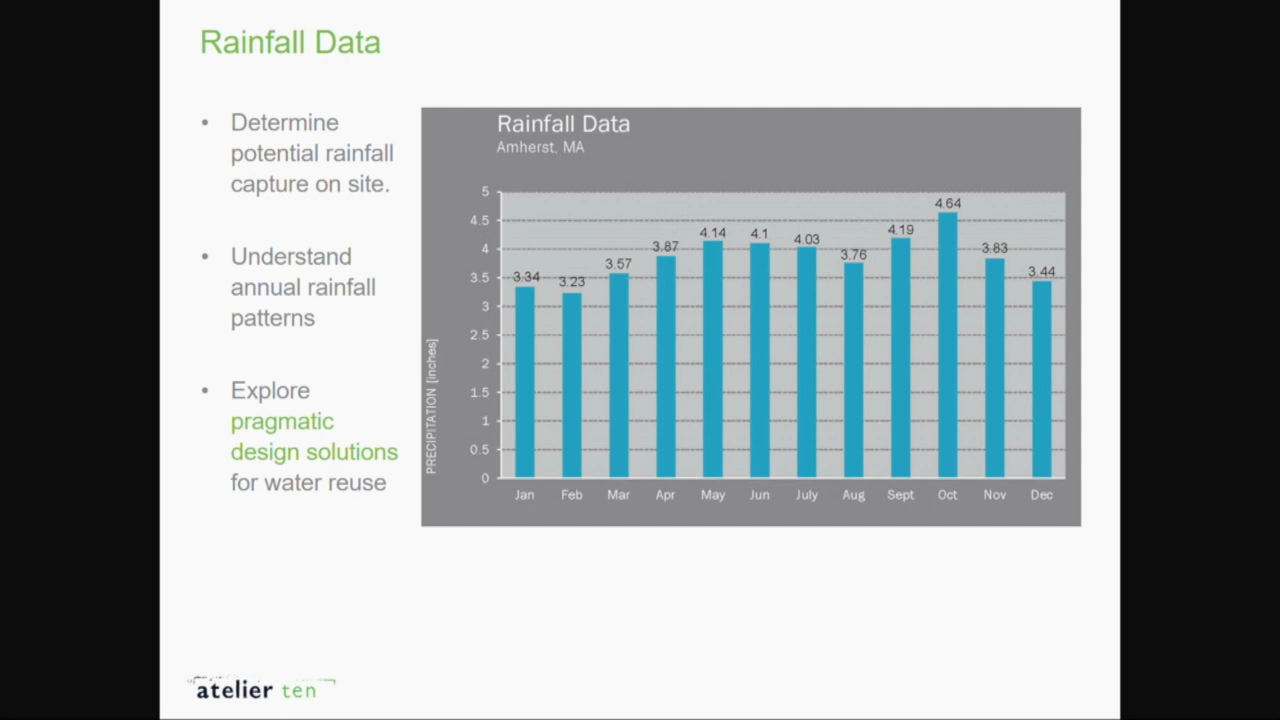 Rainfall Data
• Determine
potential rainfall
capture on site.
• Understand
annual rainfall
patterns
• Explore
pragmatic
design solutions
for water reuse
Rainfall Data
Amherst, MA
PRECIPITATION [inches]
5
4.5
4
3.5
3
2.5
2
1.5
1
0.5
0
3.34 3.23 3.57 3.87 4.14 4.1 4.03 3.76 4.19 4.64 3.83 3.44
Jan Feb Mar Apr May Jun July Aug Sept Oct Nov Dec
atelier ten